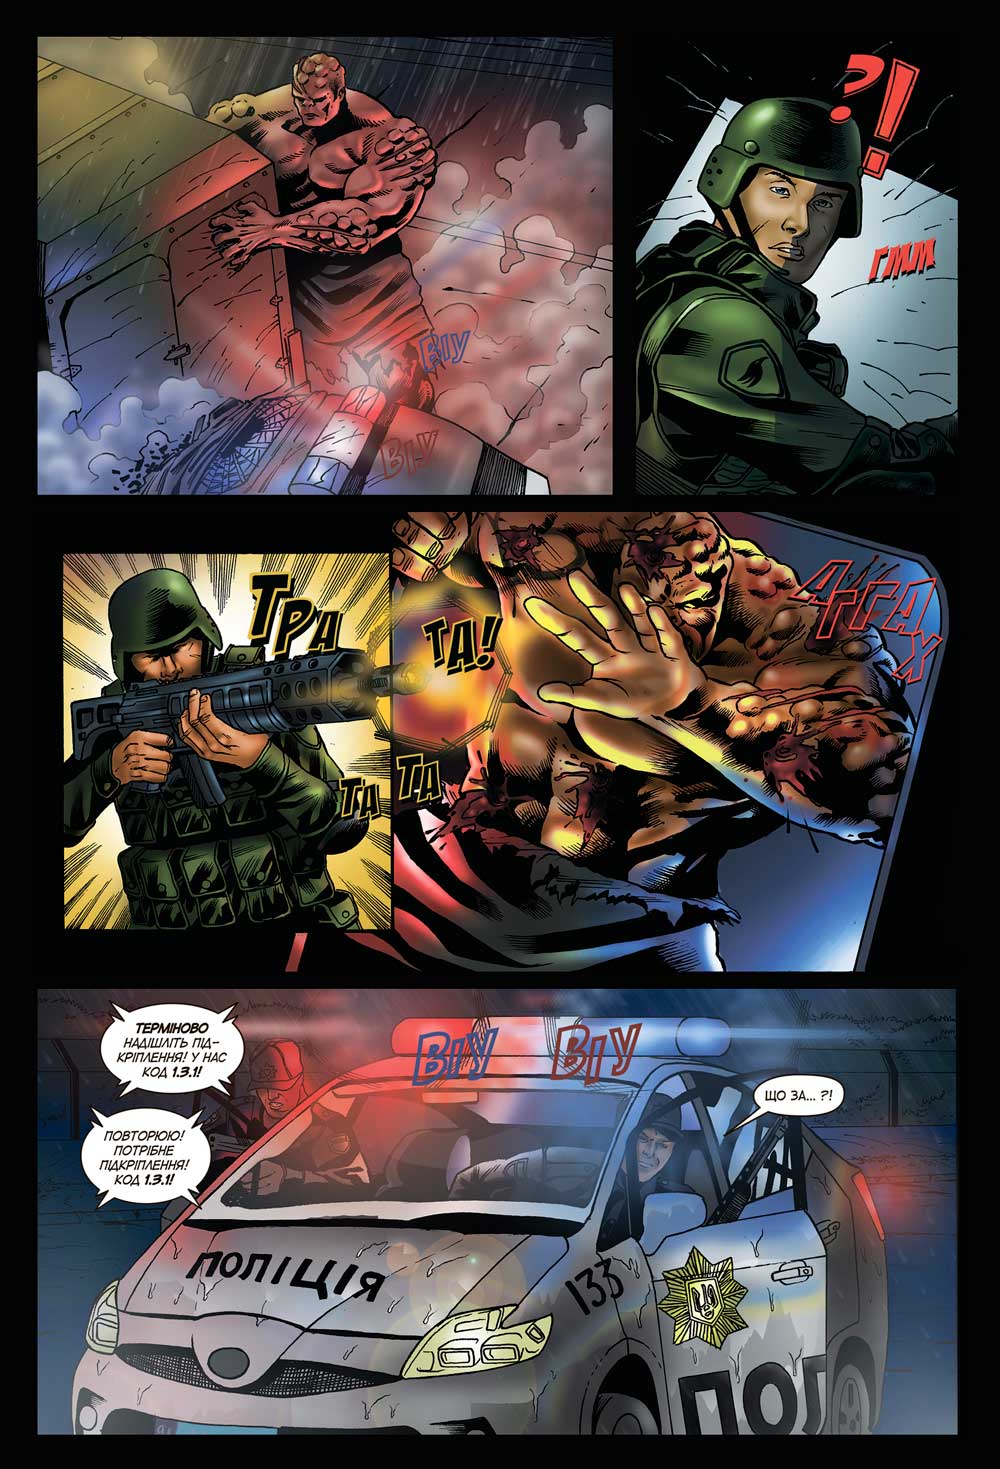 ВІУ
ВІУ
?!
ГММ
ТРА
ТА!
ТА
ТА
АГГАХ
ТЕРМІНОВО
НАДІШЛІТЬ ПІД-
КРІПЛЕННЯ! У НАС
КОД 1.3.1!
ПОВТОРЮЮ!
ПОТРІБНЕ
ПІДКРІПЛЕННЯ!
КОД 1.3.1!
ВІУ
ВІУ
ЩО ЗА... ?!
ПОЛІЦІЯ
133
ПОЛ